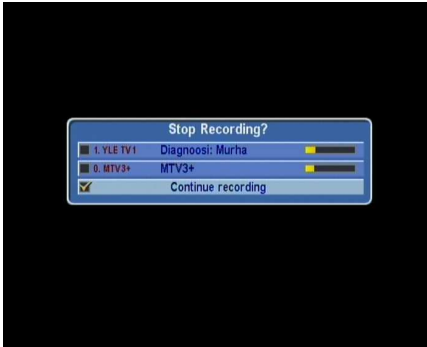 Stop Recording?
1. YLE TV1 Diagnoosi: Murha
0. MTV3+ MTV3+
Continue recording